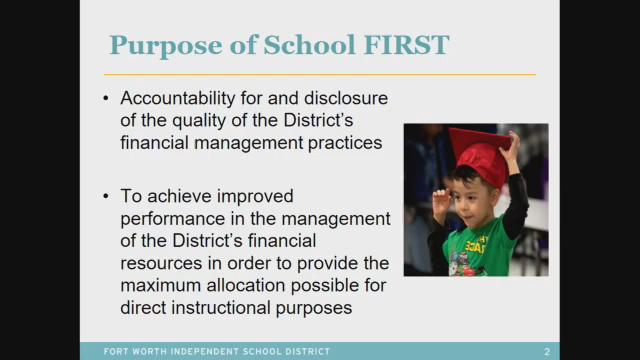 Purpose of School FIRST
• Accountability for and disclosure
of the quality of the District's
financial management practices
• To achieve improved
performance in the management
of the District's financial
resources in order to provide the
maximum allocation possible for
direct instructional purposes
FORT WORTH INDEPENDENT SCHOOL DISTRICT 2